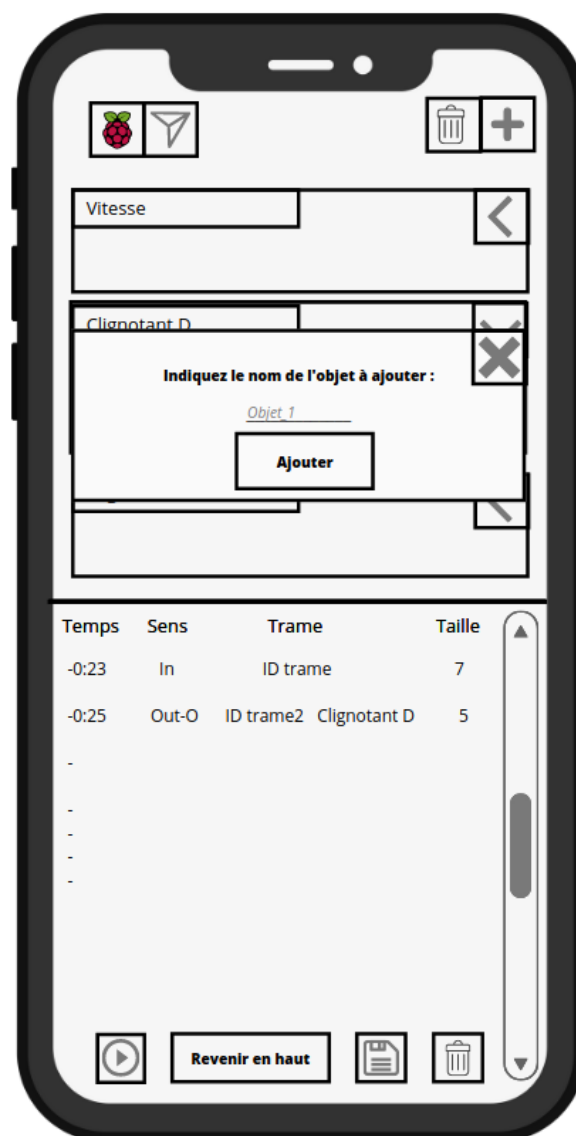 Vitesse
Clignotant D
Indiquez le nom de l'objet à ajouter :
Objet_1
Ajouter
Temps Sens Trame Taille
-0:23 In ID trame 7
-0:25 Out-O ID trame2 Clignotant D 5
-
-
-
-
-
Revenir en haut